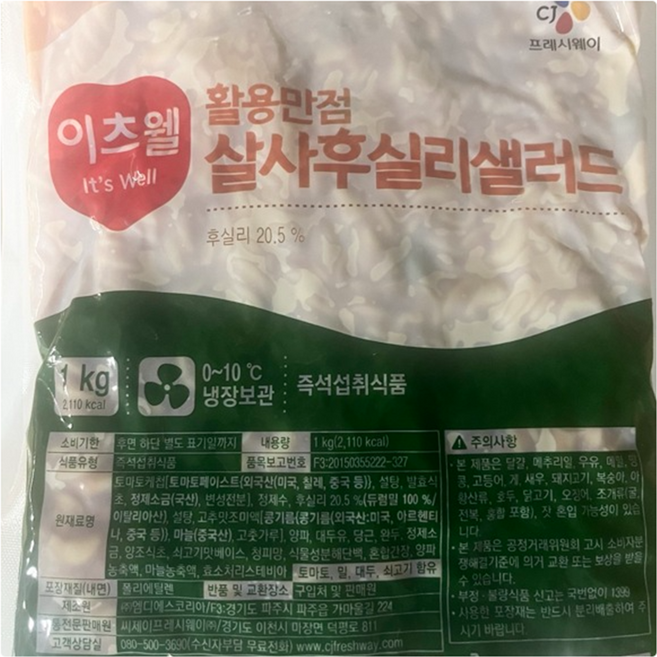 CJ
프레시웨이
이츠웰
It's Well
활용만점
살사후실리샐러드
후실리 20.5 %
1 kg
2,110 kcal
0~10 ℃
냉장보관
즉석섭취식품
소비기한 후면 하단 별도 표기일까지 내용량 1 kg(2,110 kcal)
식품유형 즉석섭취식품 품목보고번호 F3:20150355222-327
원재료명
토마토케첩[토마토페이스트(외국산(미국, 칠레, 중국 등)), 설탕, 발효식
초, 정제소금(국산), 변성전분], 정제수, 후실리 20.5 %(듀럼밀 100 %/
이탈리아산), 설탕, 고추맛조미액[콩기름(콩기름(외국산:미국, 아르헨티
나, 중국 등)), 마늘(중국산), 고춧가루], 양파, 대두유, 당근, 완두, 정제소
금, 양조식초, 쇠고기맛베이스, 청피망, 식물성분해단백, 혼합간장, 양파
농축액, 마늘농축액, 효소처리스테비아 토마토, 밀, 대두, 쇠고기 함유
포장재질(내면) 폴리에틸렌 반품 및 교환장소 구입처 및 판매원
제조원 ㈜엠디에스코리아/F3:경기도 파주시 파주읍 가마울길 224
유통전문판매원 씨제이프레시웨이㈜/경기도 이천시 마장면 덕평로 811
고객상담실 080-500-3690(수신자부담 무료전화) www.cjfreshway.com
주의사항
· 본 제품은 달걀, 메추리알, 우유, 메밀, 땅
콩, 고등어, 게, 새우, 돼지고기, 복숭아, 아
황산류, 호두, 닭고기, 오징어, 조개류(굴,
전복, 홍합 포함), 잣 혼입 가능성이 있습
니다.
· 본 제품은 공정거래위원회 고시 소비자분
쟁해결기준에 의거 교환 또는 보상을 받을
수 있습니다.
· 부정·불량식품 신고는 국번없이 1399
· 사용한 포장재는 반드시 분리배출하여 주
시기 바랍니다.